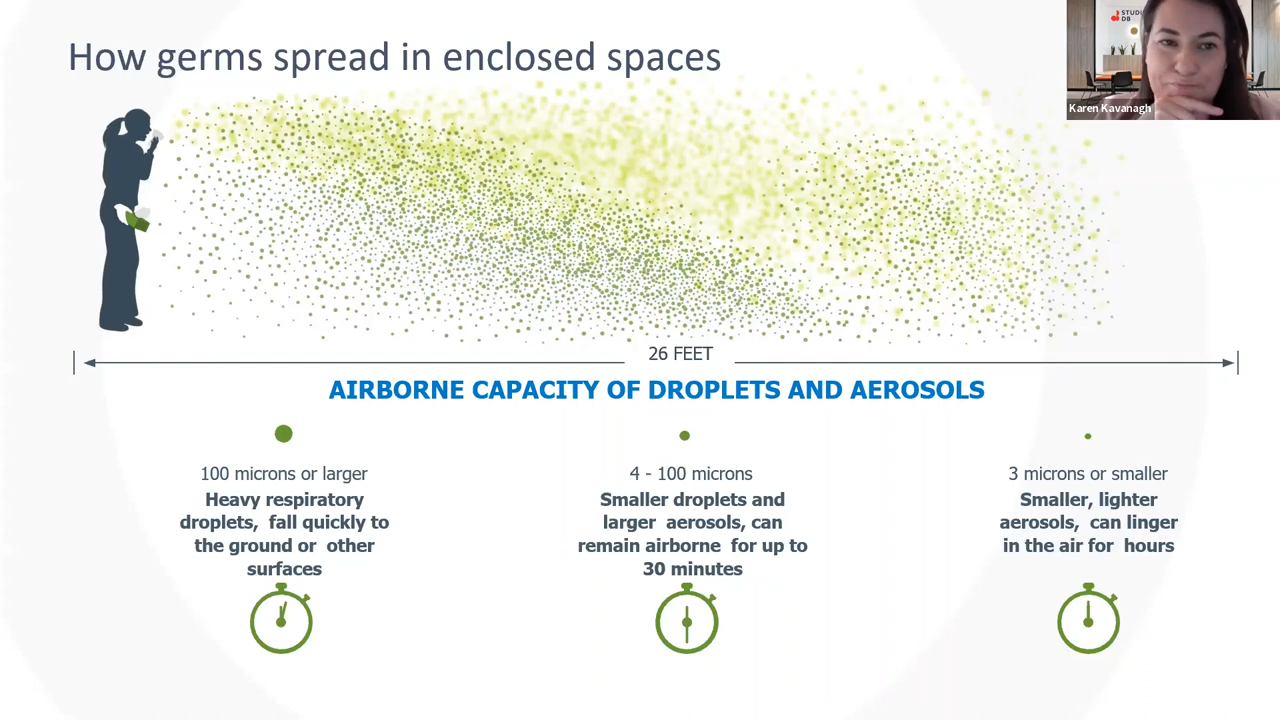 How germs spread in enclosed spaces
STUDIO
DB
Karen Kavanagh
26 FEET
AIRBORNE CAPACITY OF DROPLETS AND AEROSOLS
100 microns or larger
Heavy respiratory
droplets, fall quickly to
the ground or other
surfaces
4 - 100 microns
Smaller droplets and
larger aerosols, can
remain airborne for up to
30 minutes
3 microns or smaller
Smaller, lighter
aerosols, can linger
in the air for hours